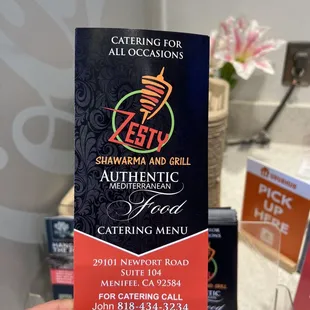 CATERING FOR
ALL OCCASIONS
ZESTY
SHAWARMA AND GRILL
AUTHENTIC
MEDITERRANEAN
Food
CATERING MENU
29101 NEWPORT ROAD
SUITE 104
MENIFEE, CA 92584
FOR CATERING CALL
John 818-434-3234
PICK UP
HERE